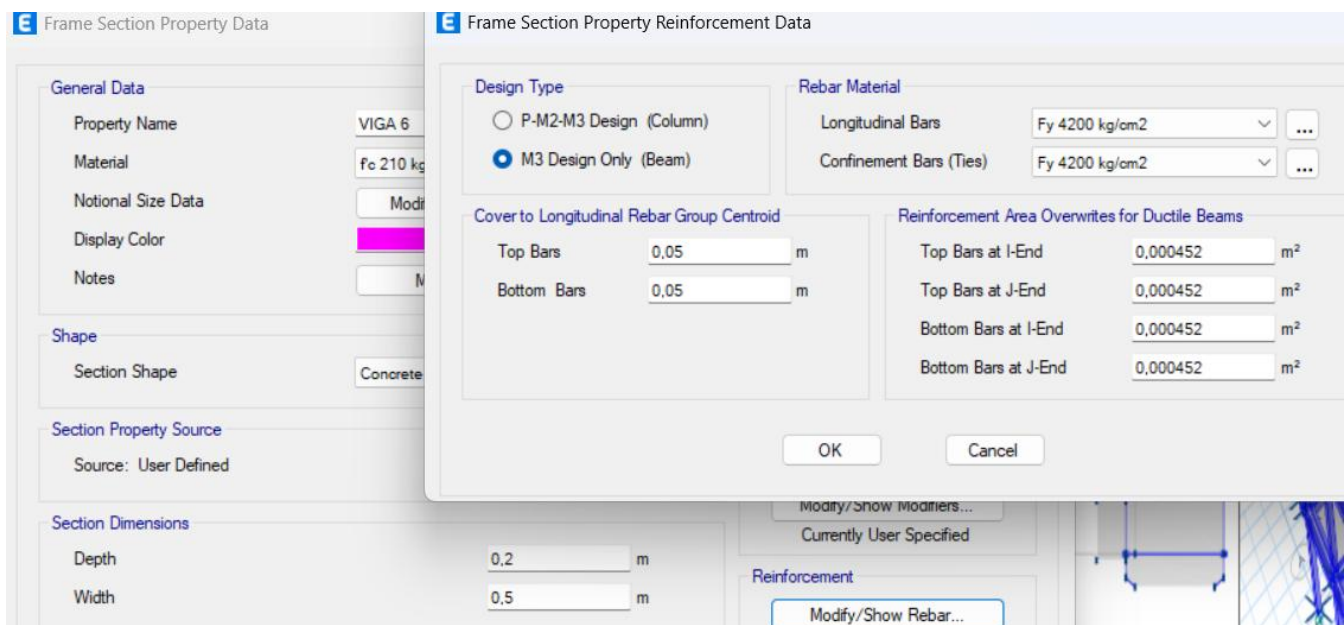 Frame Section Property Data
General Data
Property Name VIGA 6
Material f'c 210 kg
Notional Size Data
Display Color
Notes
Shape
Section Shape Concrete
Section Property Source
Source: User Defined
Section Dimensions
Depth 0,2 m
Width 0,5 m
Frame Section Property Reinforcement Data
Design Type
P-M2-M3 Design (Column)
M3 Design Only (Beam)
Rebar Material
Longitudinal Bars Fy 4200 kg/cm2 ...
Confinement Bars (Ties) Fy 4200 kg/cm2 ...
Cover to Longitudinal Rebar Group Centroid
Top Bars 0,05 m
Bottom Bars 0,05 m
Reinforcement Area Overwrites for Ductile Beams
Top Bars at I-End 0,000452 m²
Top Bars at J-End 0,000452 m²
Bottom Bars at I-End 0,000452 m²
Bottom Bars at J-End 0,000452 m²
OK Cancel
Modify/Show Modifiers...
Currently User Specified
Reinforcement
Modify/Show Rebar...